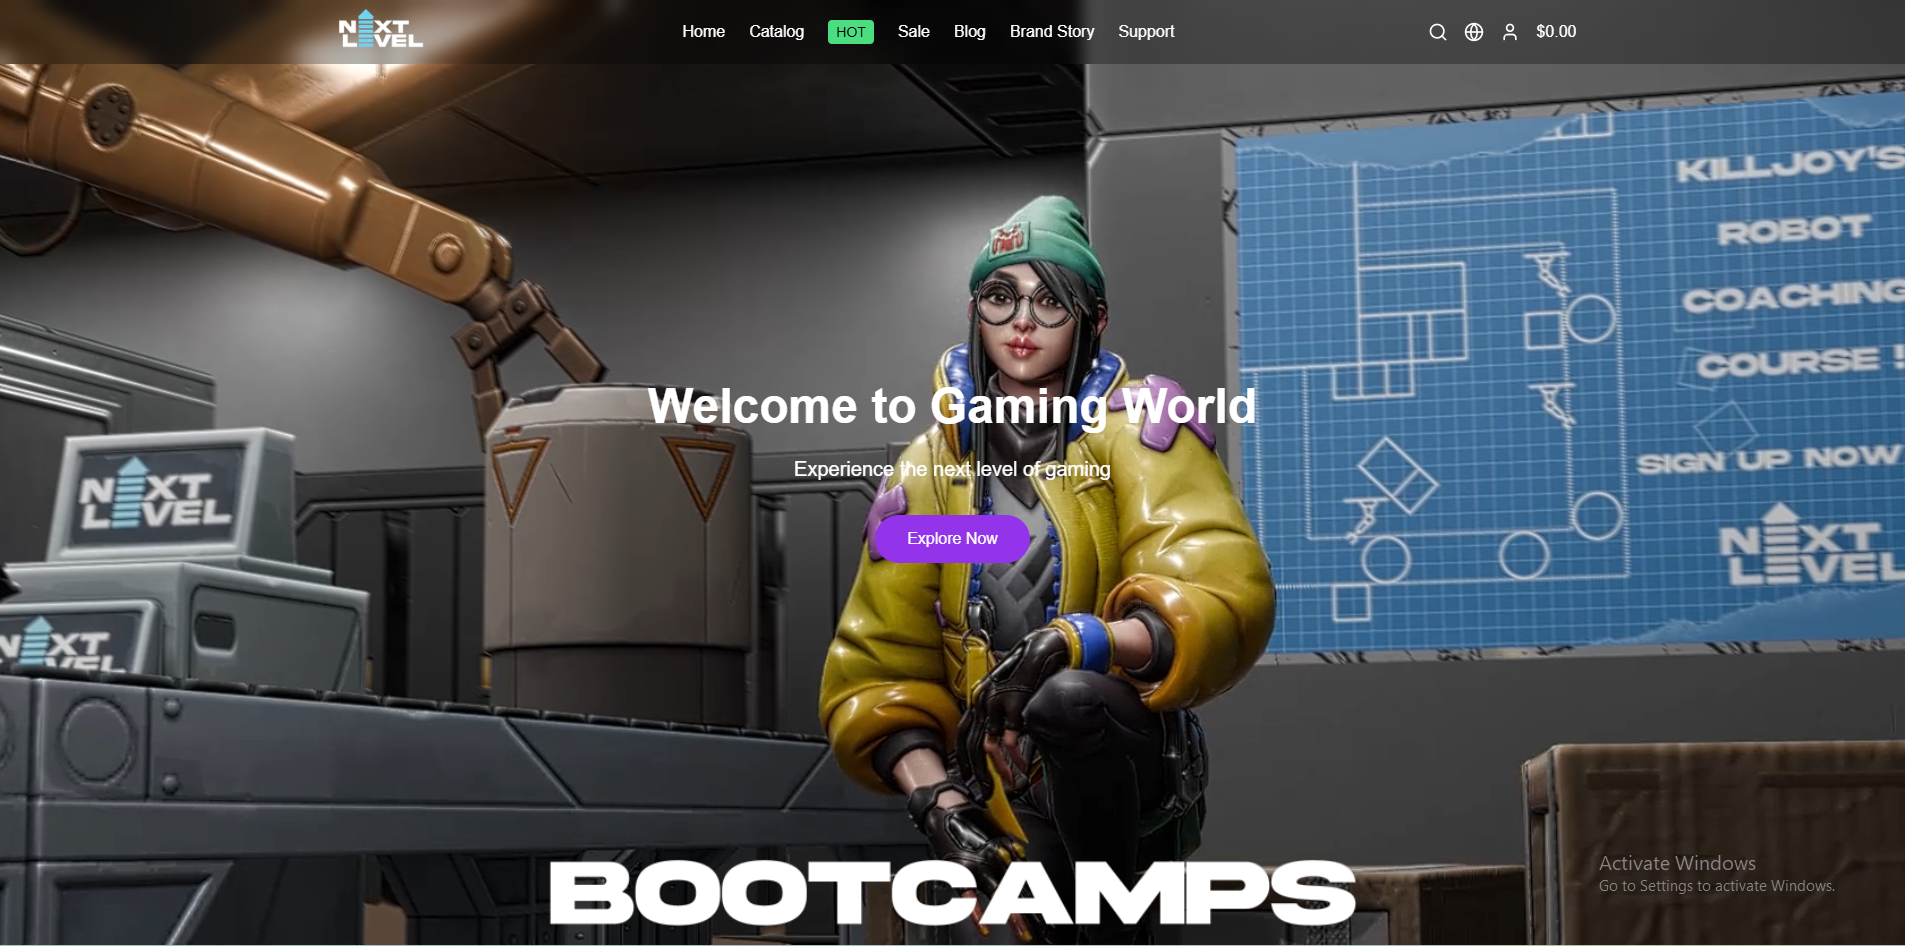 NEXT
LEVEL
Home
Catalog
HOT
Sale
Blog
Brand Story
Support
$0.00
KILLJOY'S
ROBOT
COACHING
COURSE !
SIGN UP NOW
NEXT
LEVEL
Welcome to Gaming World
Experience the next level of gaming
Explore Now
NEXT
LEVEL
NEXT
LEVEL
BOOTCAMPS
Activate Windows
Go to Settings to activate Windows.